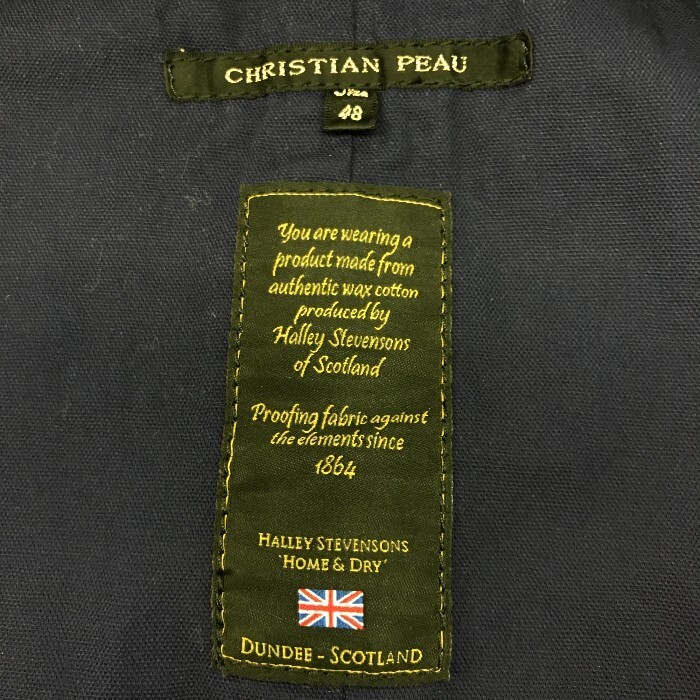 CHRISTIAN PEAU
Size
48
You are wearing a
product made from
authentic wax cotton
produced by
Halley Stevensons
of Scotland
Proofing fabric against
the elements since
1864
HALLEY STEVENSONS
'HOME & DRY'
DUNDEE - SCOTLAND